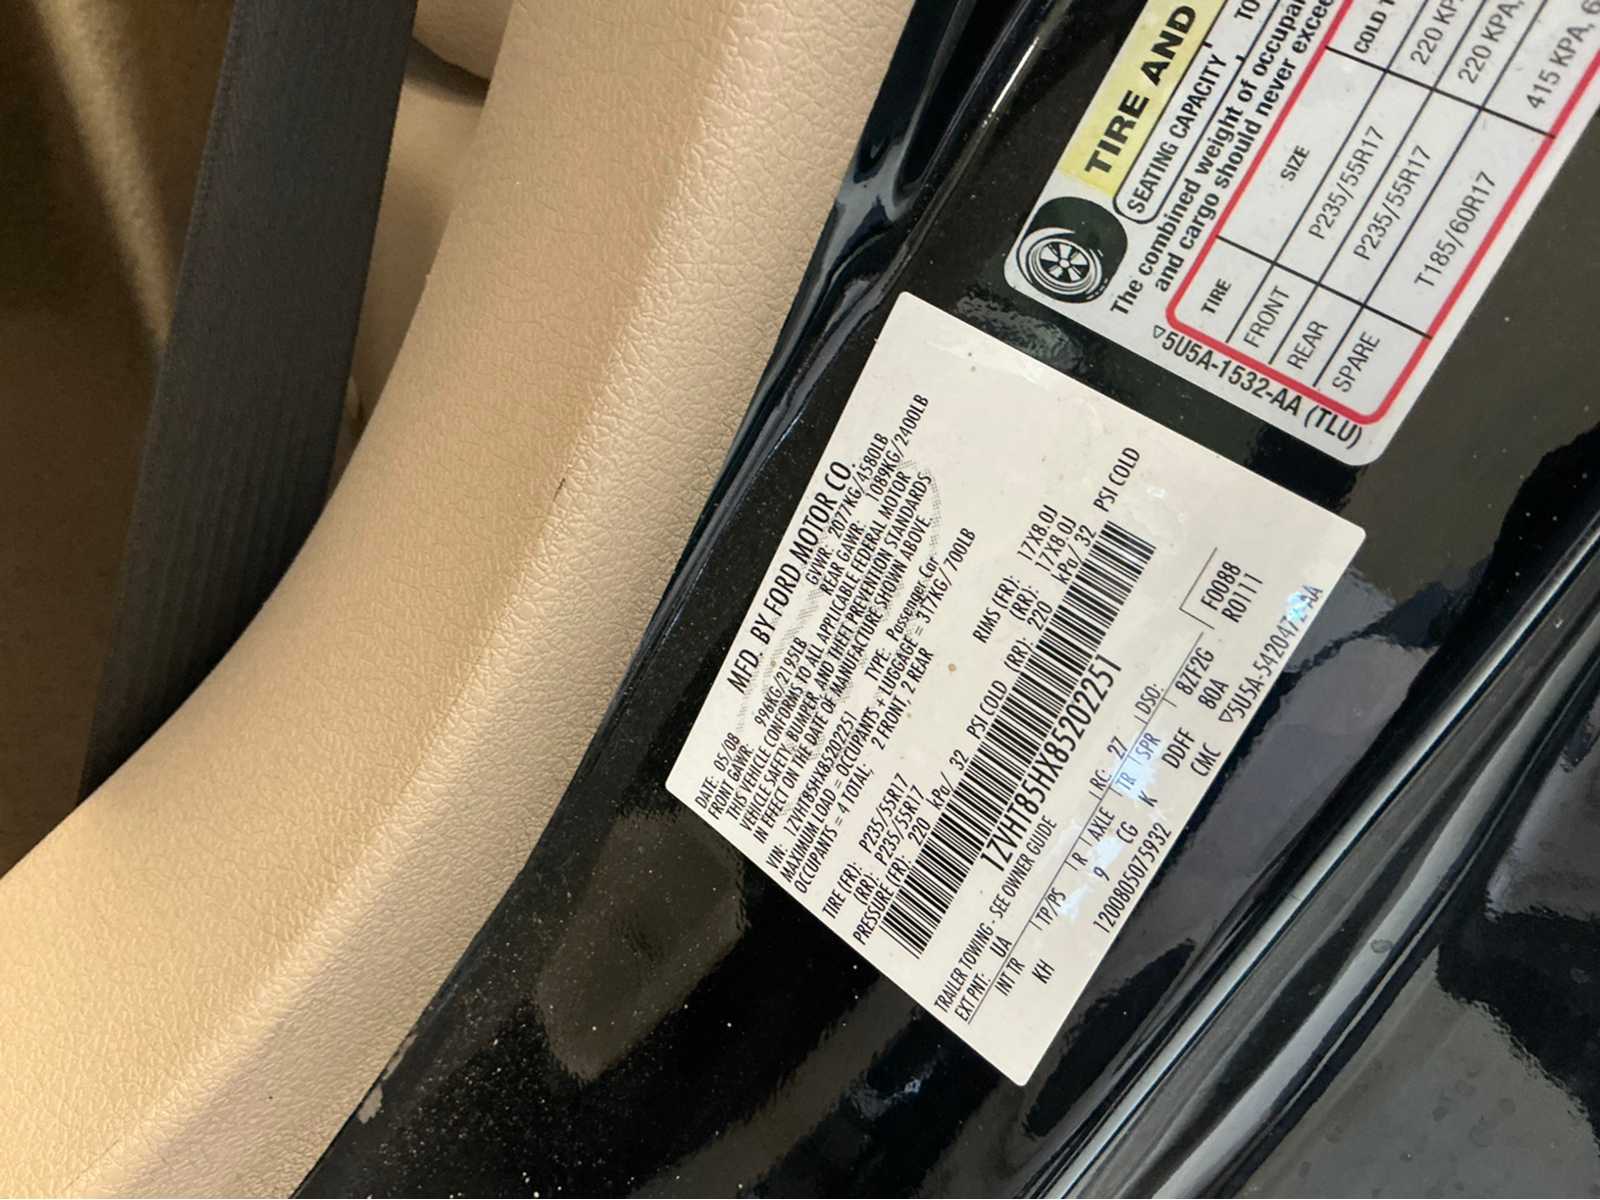 MFD. BY FORD MOTOR CO.
DATE: 05/08 GVWR: 2077KG/4580LB
FRONT GAWR: 996KG/2195LB REAR GAWR: 1089KG/2400LB
THIS VEHICLE CONFORMS TO ALL APPLICABLE FEDERAL MOTOR
VEHICLE SAFETY, BUMPER, AND THEFT PREVENTION STANDARDS
IN EFFECT ON THE DATE OF MANUFACTURE SHOWN ABOVE.
VIN: 1ZVHT85HX85202251 TYPE: Passenger Car
MAXIMUM LOAD = OCCUPANTS + LUGGAGE = 317KG/700LB
OCCUPANTS = 4 TOTAL, 2 FRONT, 2 REAR
TIRE (FR): P235/55R17 RIMS (FR): 17X8.0J
(RR): P235/55R17 (RR): 17X8.0J
PRESSURE (FR): 220 kPa/ 32 PSI COLD (RR): 220 kPa/ 32 PSI COLD
1ZVHT85HX85202251
TRAILER TOWING - SEE OWNER GUIDE
EXT PNT: UA RC: 27 DSO: F0088
INT TR TP/PS R AXLE TR SPR 8ZF2G R0111
KH 9 CG K DDFF 80A
1200805075932 CMC
5U5A-5420472-AA
TIRE AND
SEATING CAPACITY TO
The combined weight of occupan
and cargo should never excee
TIRE SIZE COLD T
FRONT P235/55R17 220 KPA,
REAR P235/55R17 220 KPA,
SPARE T185/60R17 415 KPA, 6
5U5A-1532-AA (TLU)